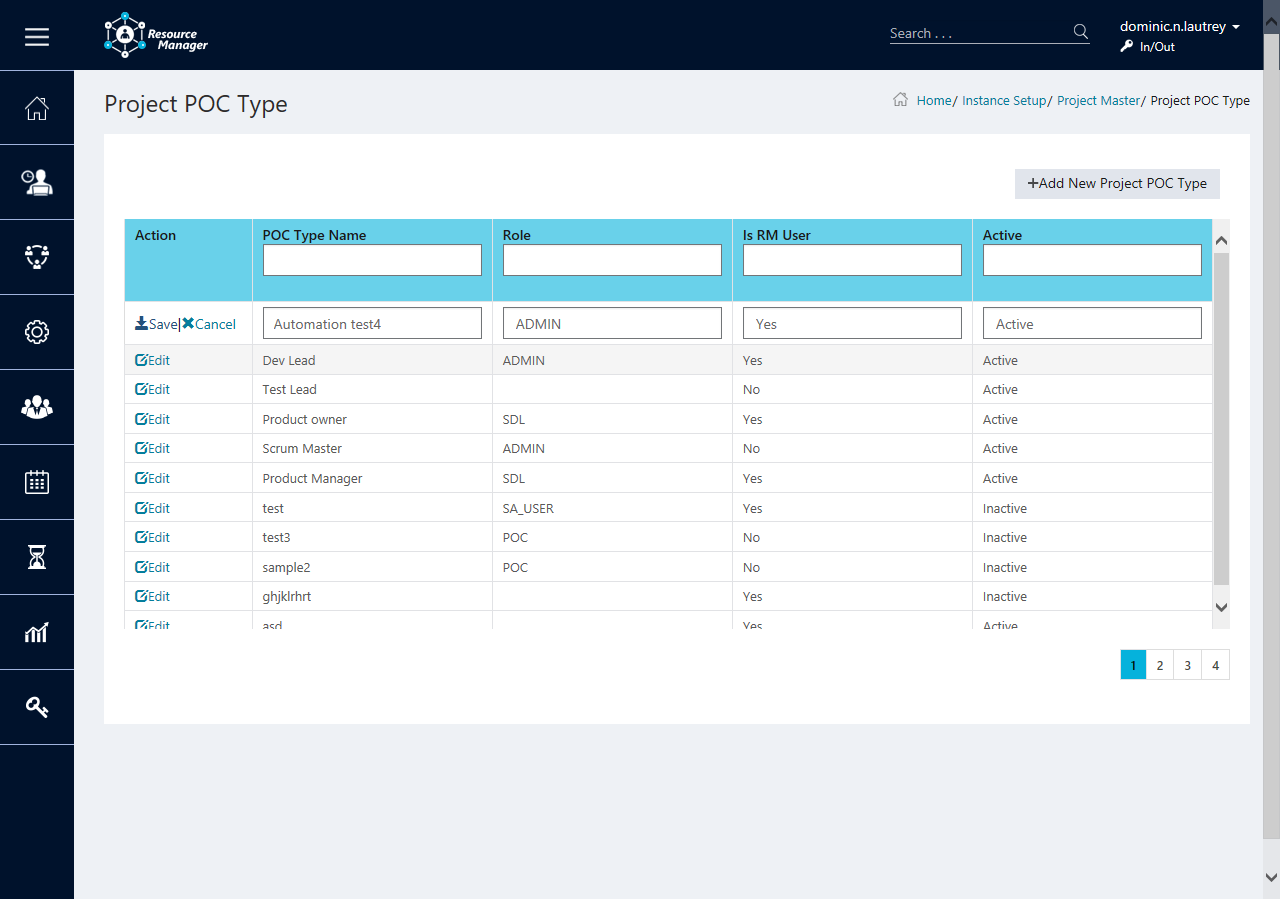 Resource
Manager
Search . . .
dominic.n.lautrey
In/Out
Project POC Type
Home/ Instance Setup/ Project Master/ Project POC Type
+Add New Project POC Type
Action POC Type Name Role Is RM User Active
Save|Cancel Automation test4 ADMIN Yes Active
Edit Dev Lead ADMIN Yes Active
Edit Test Lead No Active
Edit Product owner SDL Yes Active
Edit Scrum Master ADMIN No Active
Edit Product Manager SDL Yes Active
Edit test SA_USER Yes Inactive
Edit test3 POC No Inactive
Edit sample2 POC No Inactive
Edit ghjklrhrt Yes Inactive
Edit asd Yes Active
1 2 3 4